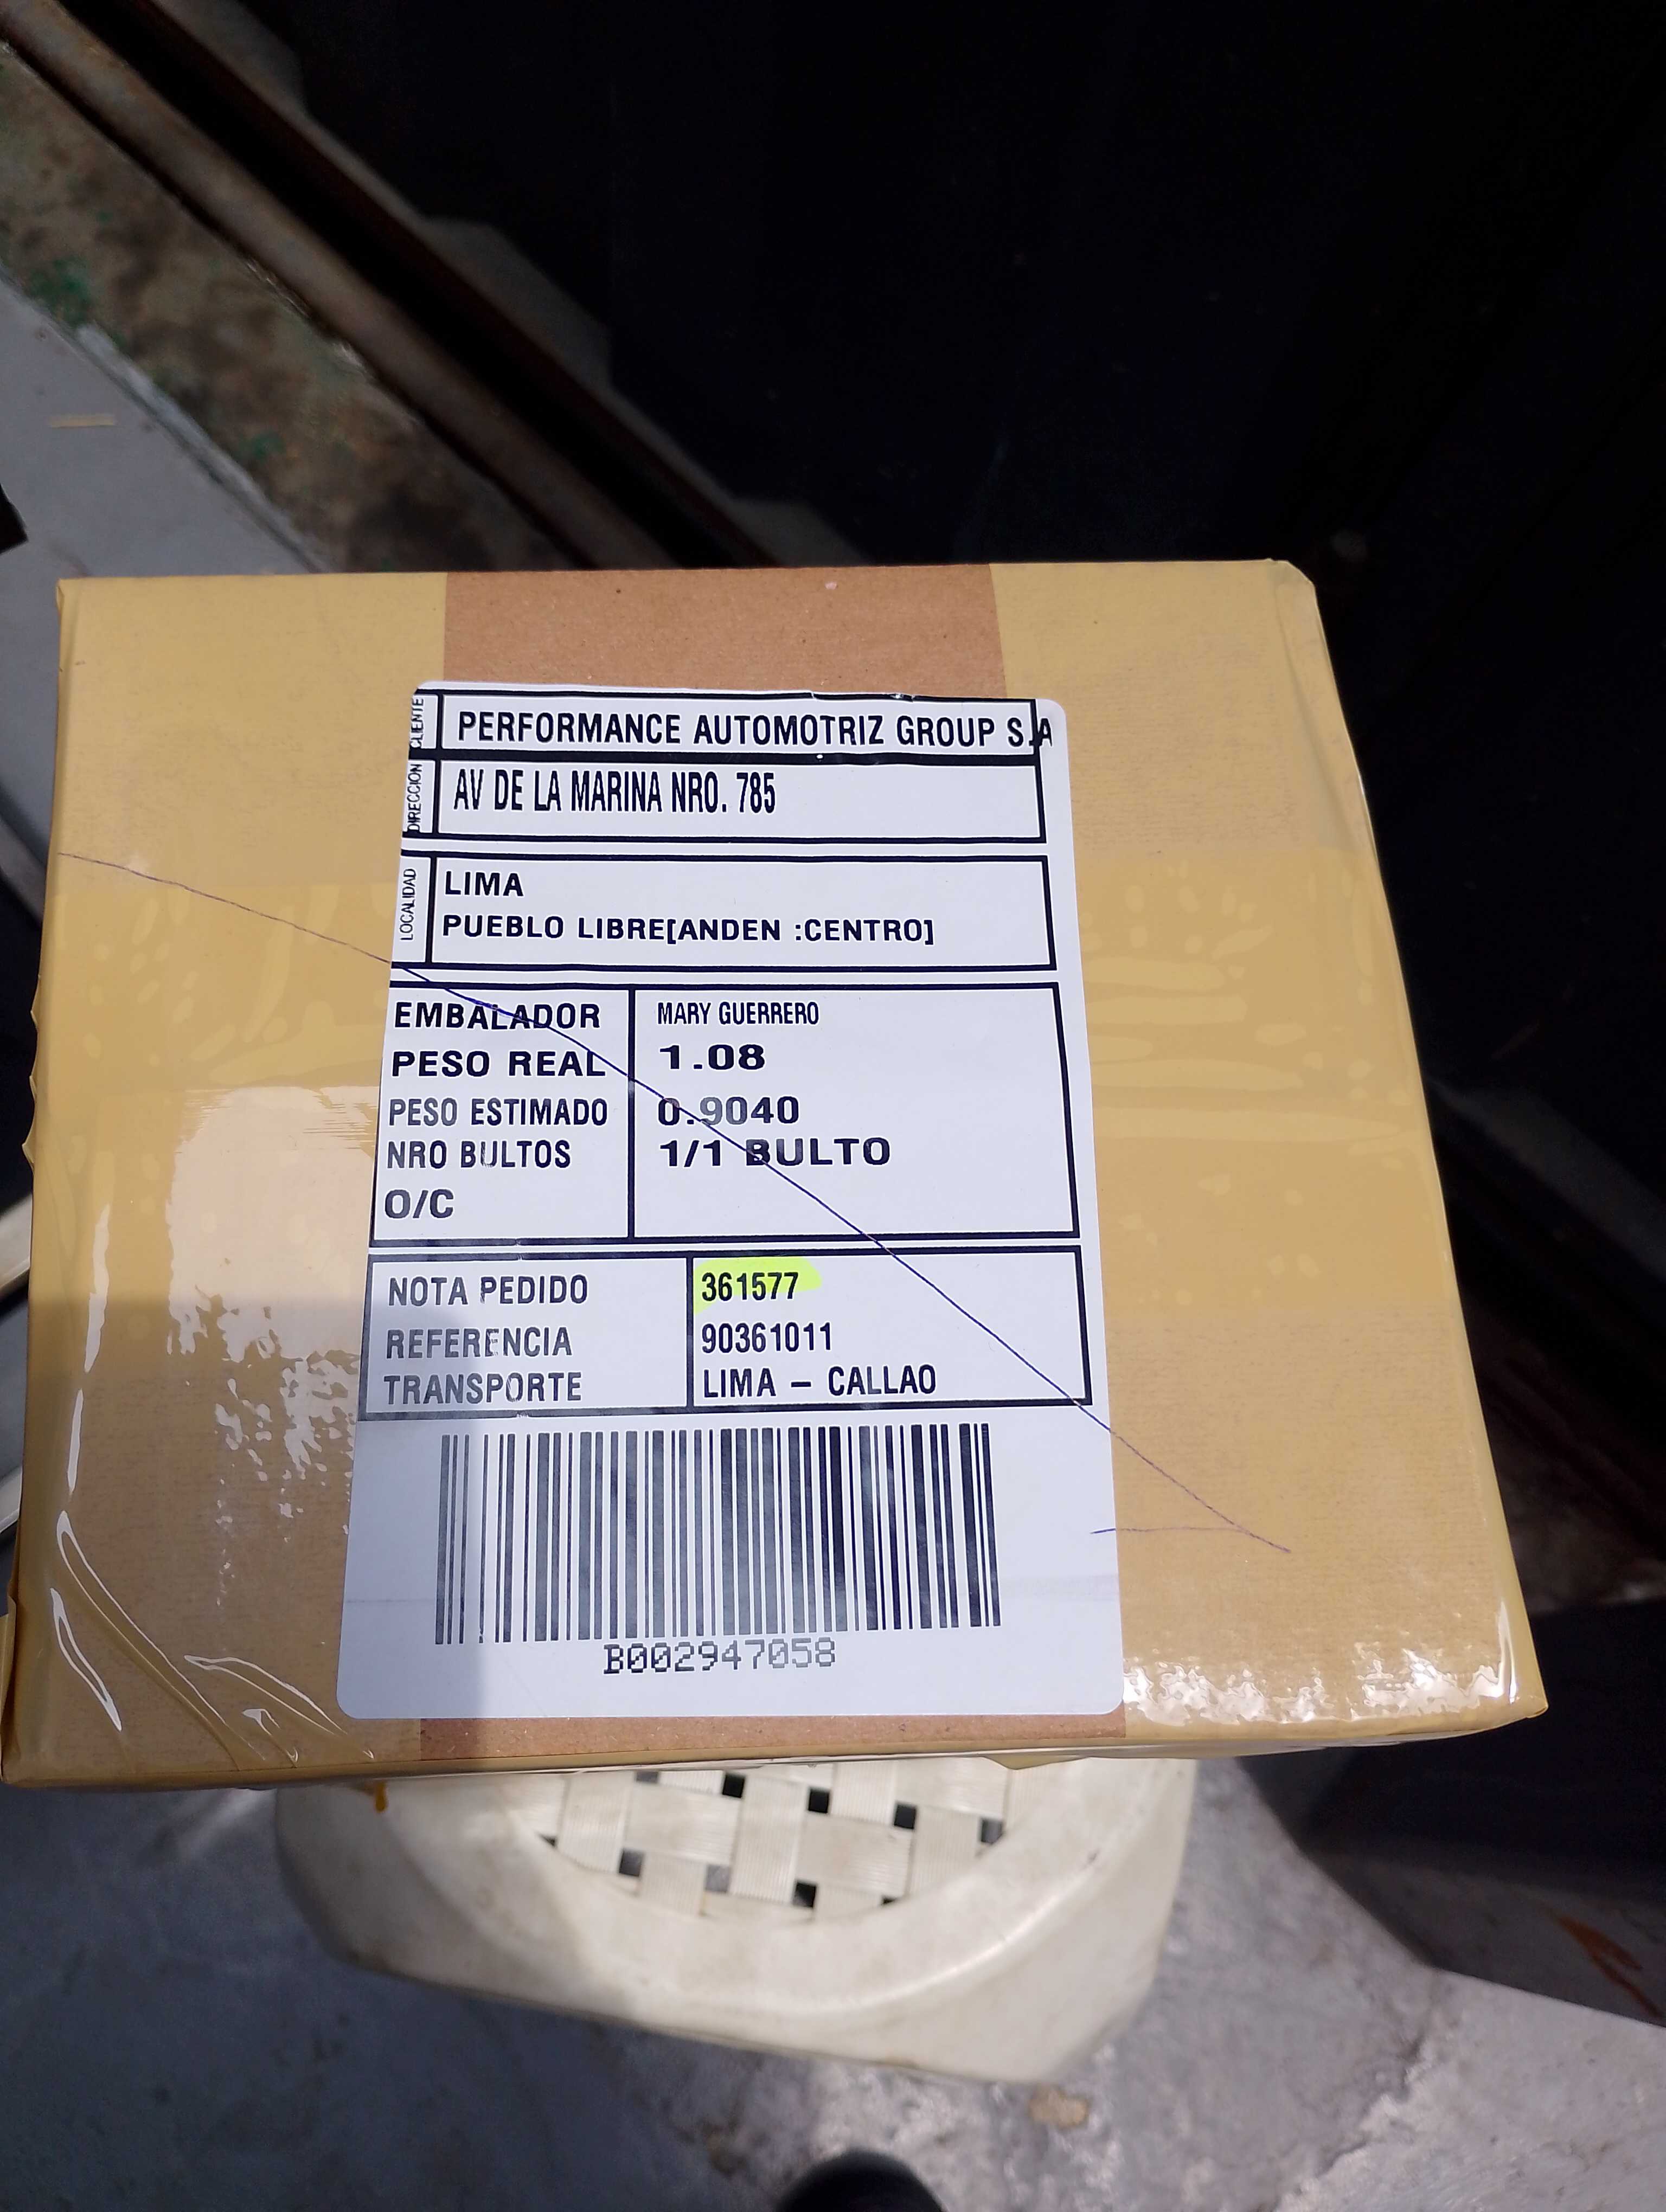 CLIENTE PERFORMANCE AUTOMOTRIZ GROUP S.A
DIRECCION AV DE LA MARINA NRO. 785
LOCALIDAD LIMA
PUEBLO LIBRE[ANDEN :CENTRO]
EMBALADOR MARY GUERRERO
PESO REAL 1.08
PESO ESTIMADO 0.9040
NRO BULTOS 1/1 BULTO
O/C
NOTA PEDIDO 361577
REFERENCIA 90361011
TRANSPORTE LIMA – CALLAO
B002947058